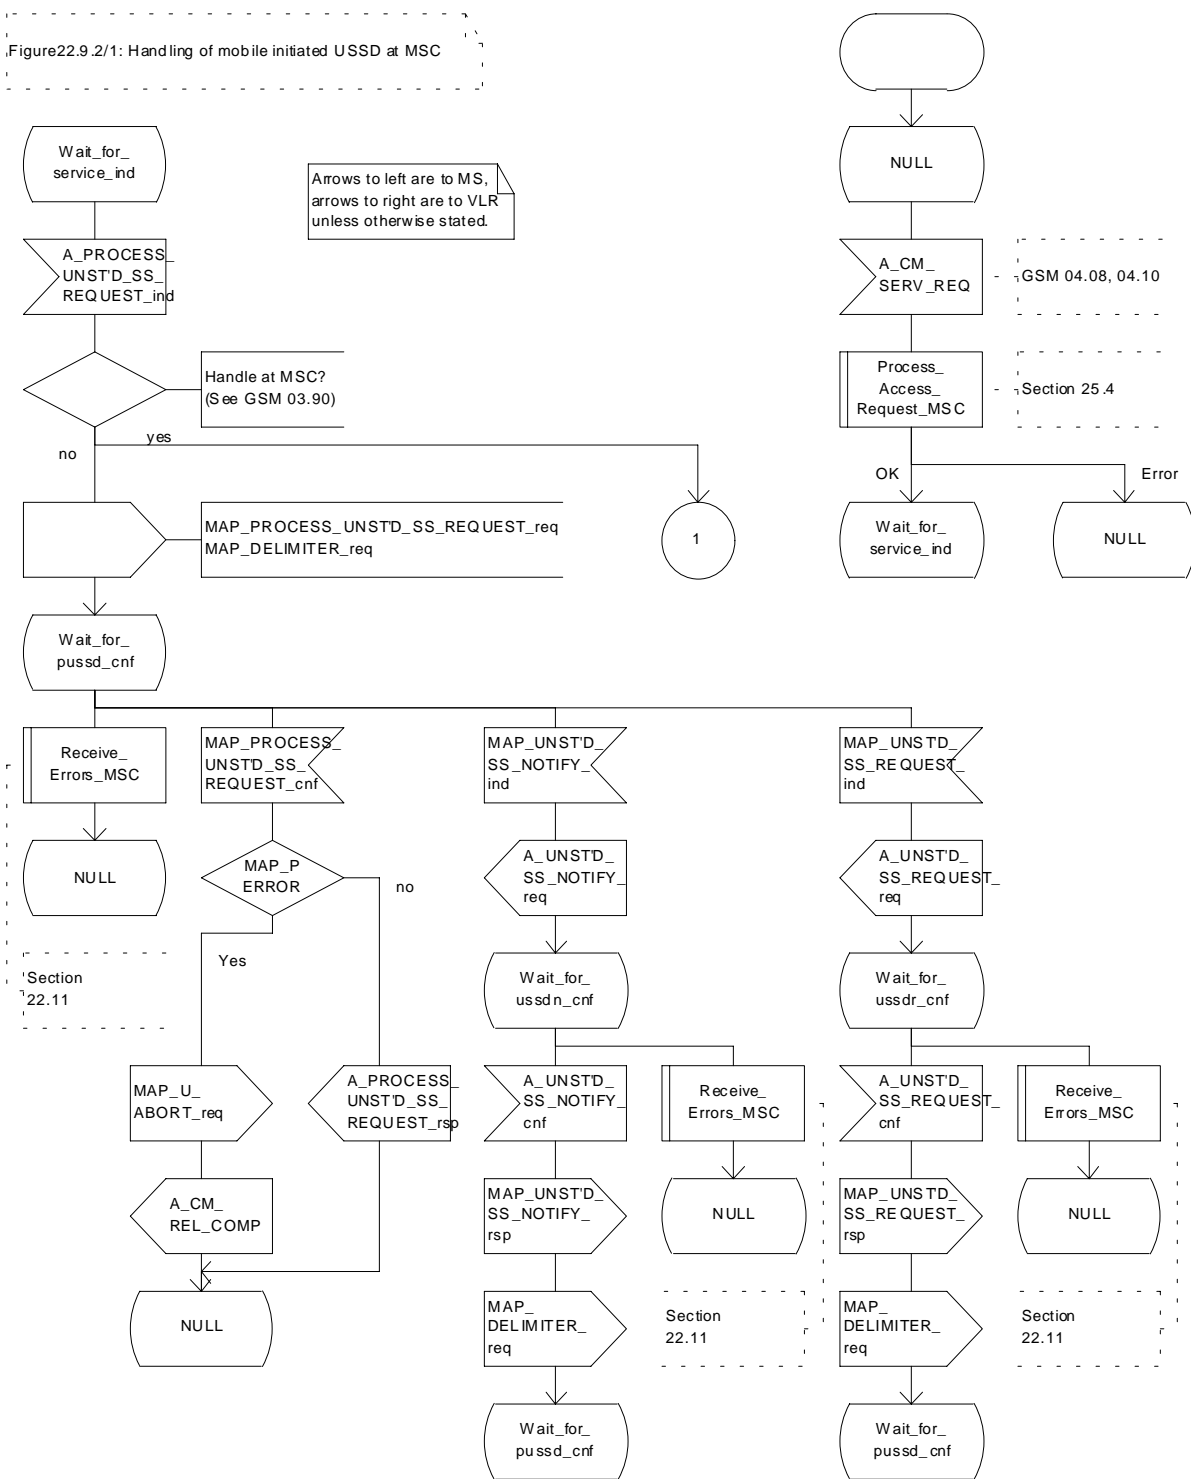 Figure22.9.2/1: Handling of mobile initiated USSD at MSC
Wait_for_
service_ind
Arrows to left are to MS,
arrows to right are to VLR
unless otherwise stated.
NULL
A_PROCESS_
UNST'D_SS_
REQUEST_ind
A_CM_
SERV_REQ
GSM 04.08, 04.10
Handle at MSC?
(See GSM 03.90)
Process_
Access_
Request_MSC
Section 25.4
no
yes
OK
Error
MAP_PROCESS_UNST'D_SS_REQUEST_req
MAP_DELIMITER_req
1
Wait_for_
service_ind
NULL
Wait_for_
pussd_cnf
Receive_
Errors_MSC
MAP_PROCESS_
UNST'D_SS_
REQUEST_cnf
MAP_UNST'D_
SS_NOTIFY_
ind
MAP_UNST'D_
SS_REQUEST_
ind
NULL
MAP_P
ERROR
no
A_UNST'D_
SS_NOTIFY_
req
A_UNST'D_
SS_REQUEST_
req
Yes
Section
22.11
Wait_for_
ussdn_cnf
Wait_for_
ussdr_cnf
MAP_U_
ABORT_req
A_PROCESS_
UNST'D_SS_
REQUEST_rsp
A_UNST'D_
SS_NOTIFY_
cnf
Receive_
Errors_MSC
A_UNST'D_
SS_REQUEST_
cnf
Receive_
Errors_MSC
A_CM_
REL_COMP
MAP_UNST'D_
SS_NOTIFY_
rsp
NULL
MAP_UNST'D_
SS_REQUEST_
rsp
NULL
NULL
MAP_
DELIMITER_
req
Section
22.11
MAP_
DELIMITER_
req
Section
22.11
Wait_for_
pussd_cnf
Wait_for_
pussd_cnf